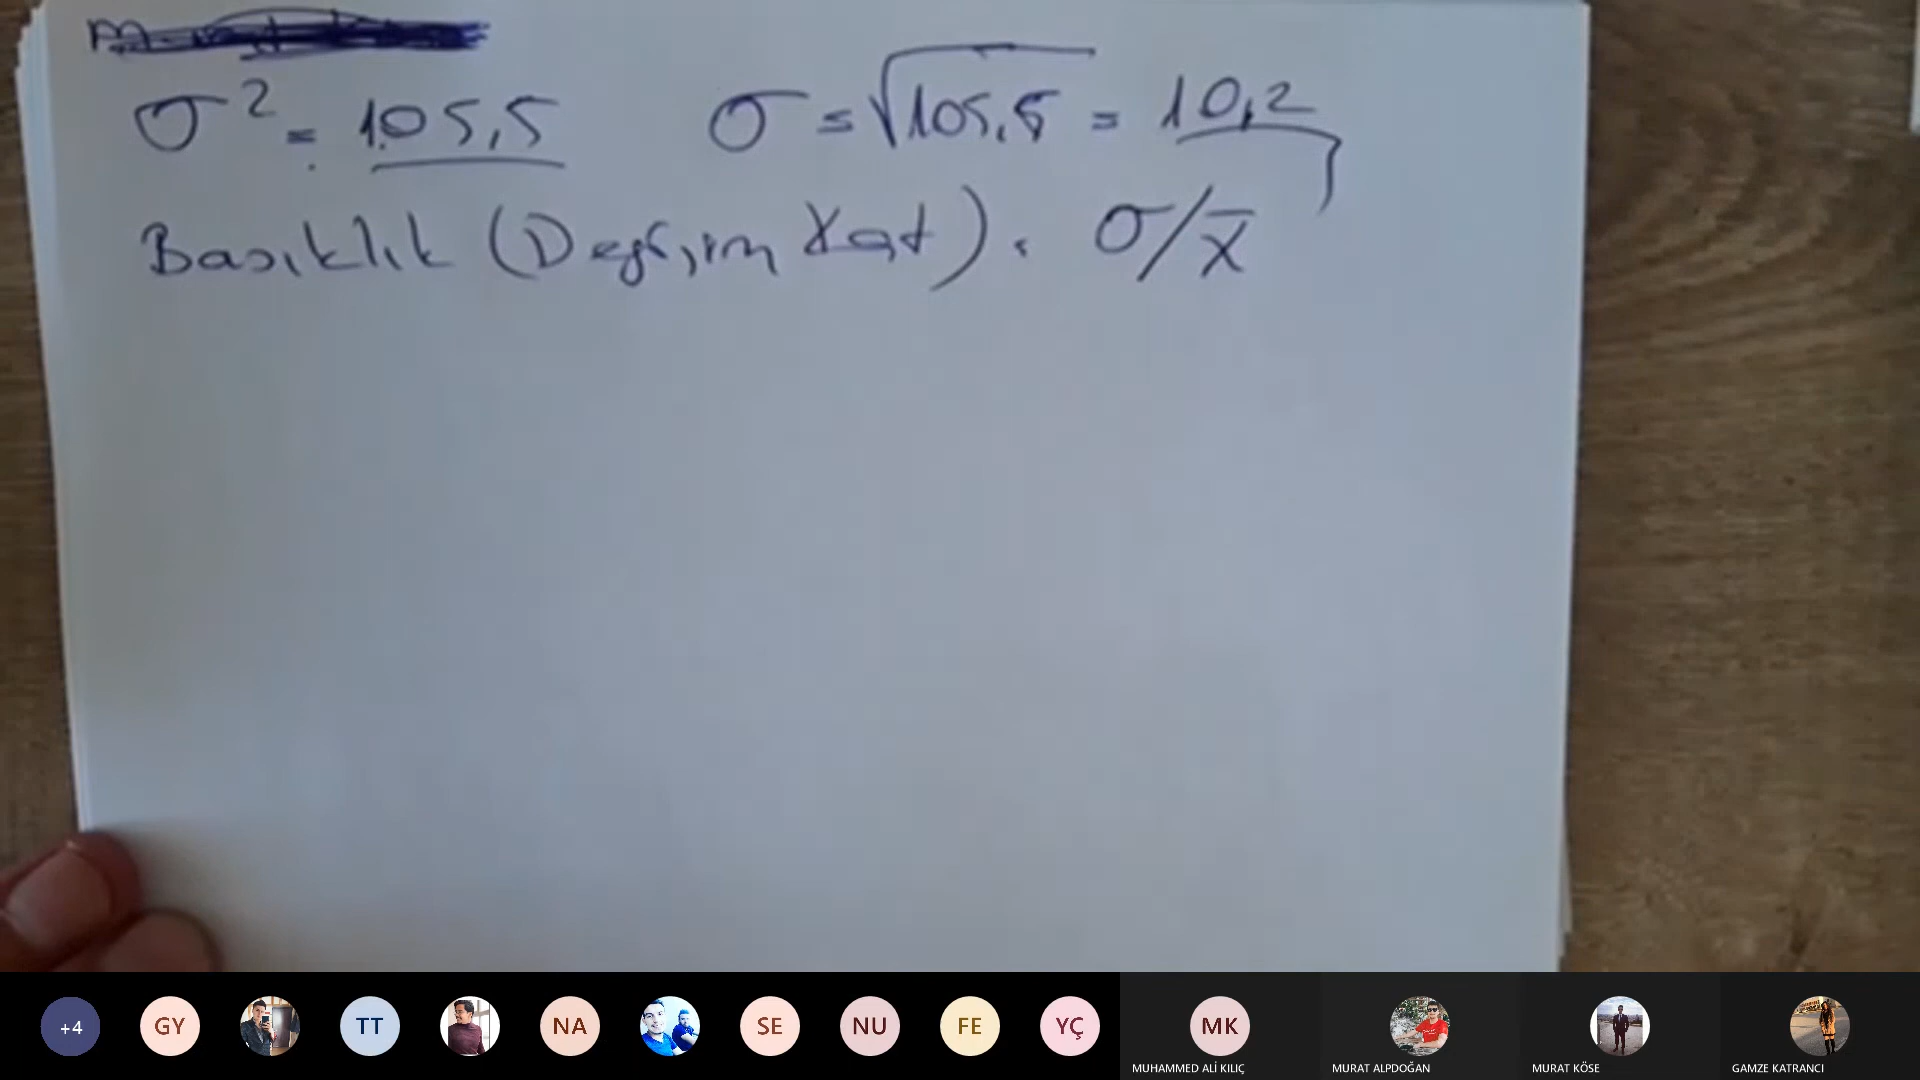 σ² = 105,5 σ = √105,5 = 10,2
Basıklık (Değişim Kat) = σ/x̄
+4 GY TT NA SE NU FE YÇ MK
MUHAMMED ALİ KILIÇ MURAT ALPDOĞAN MURAT KÖSE GAMZE KATRANCI